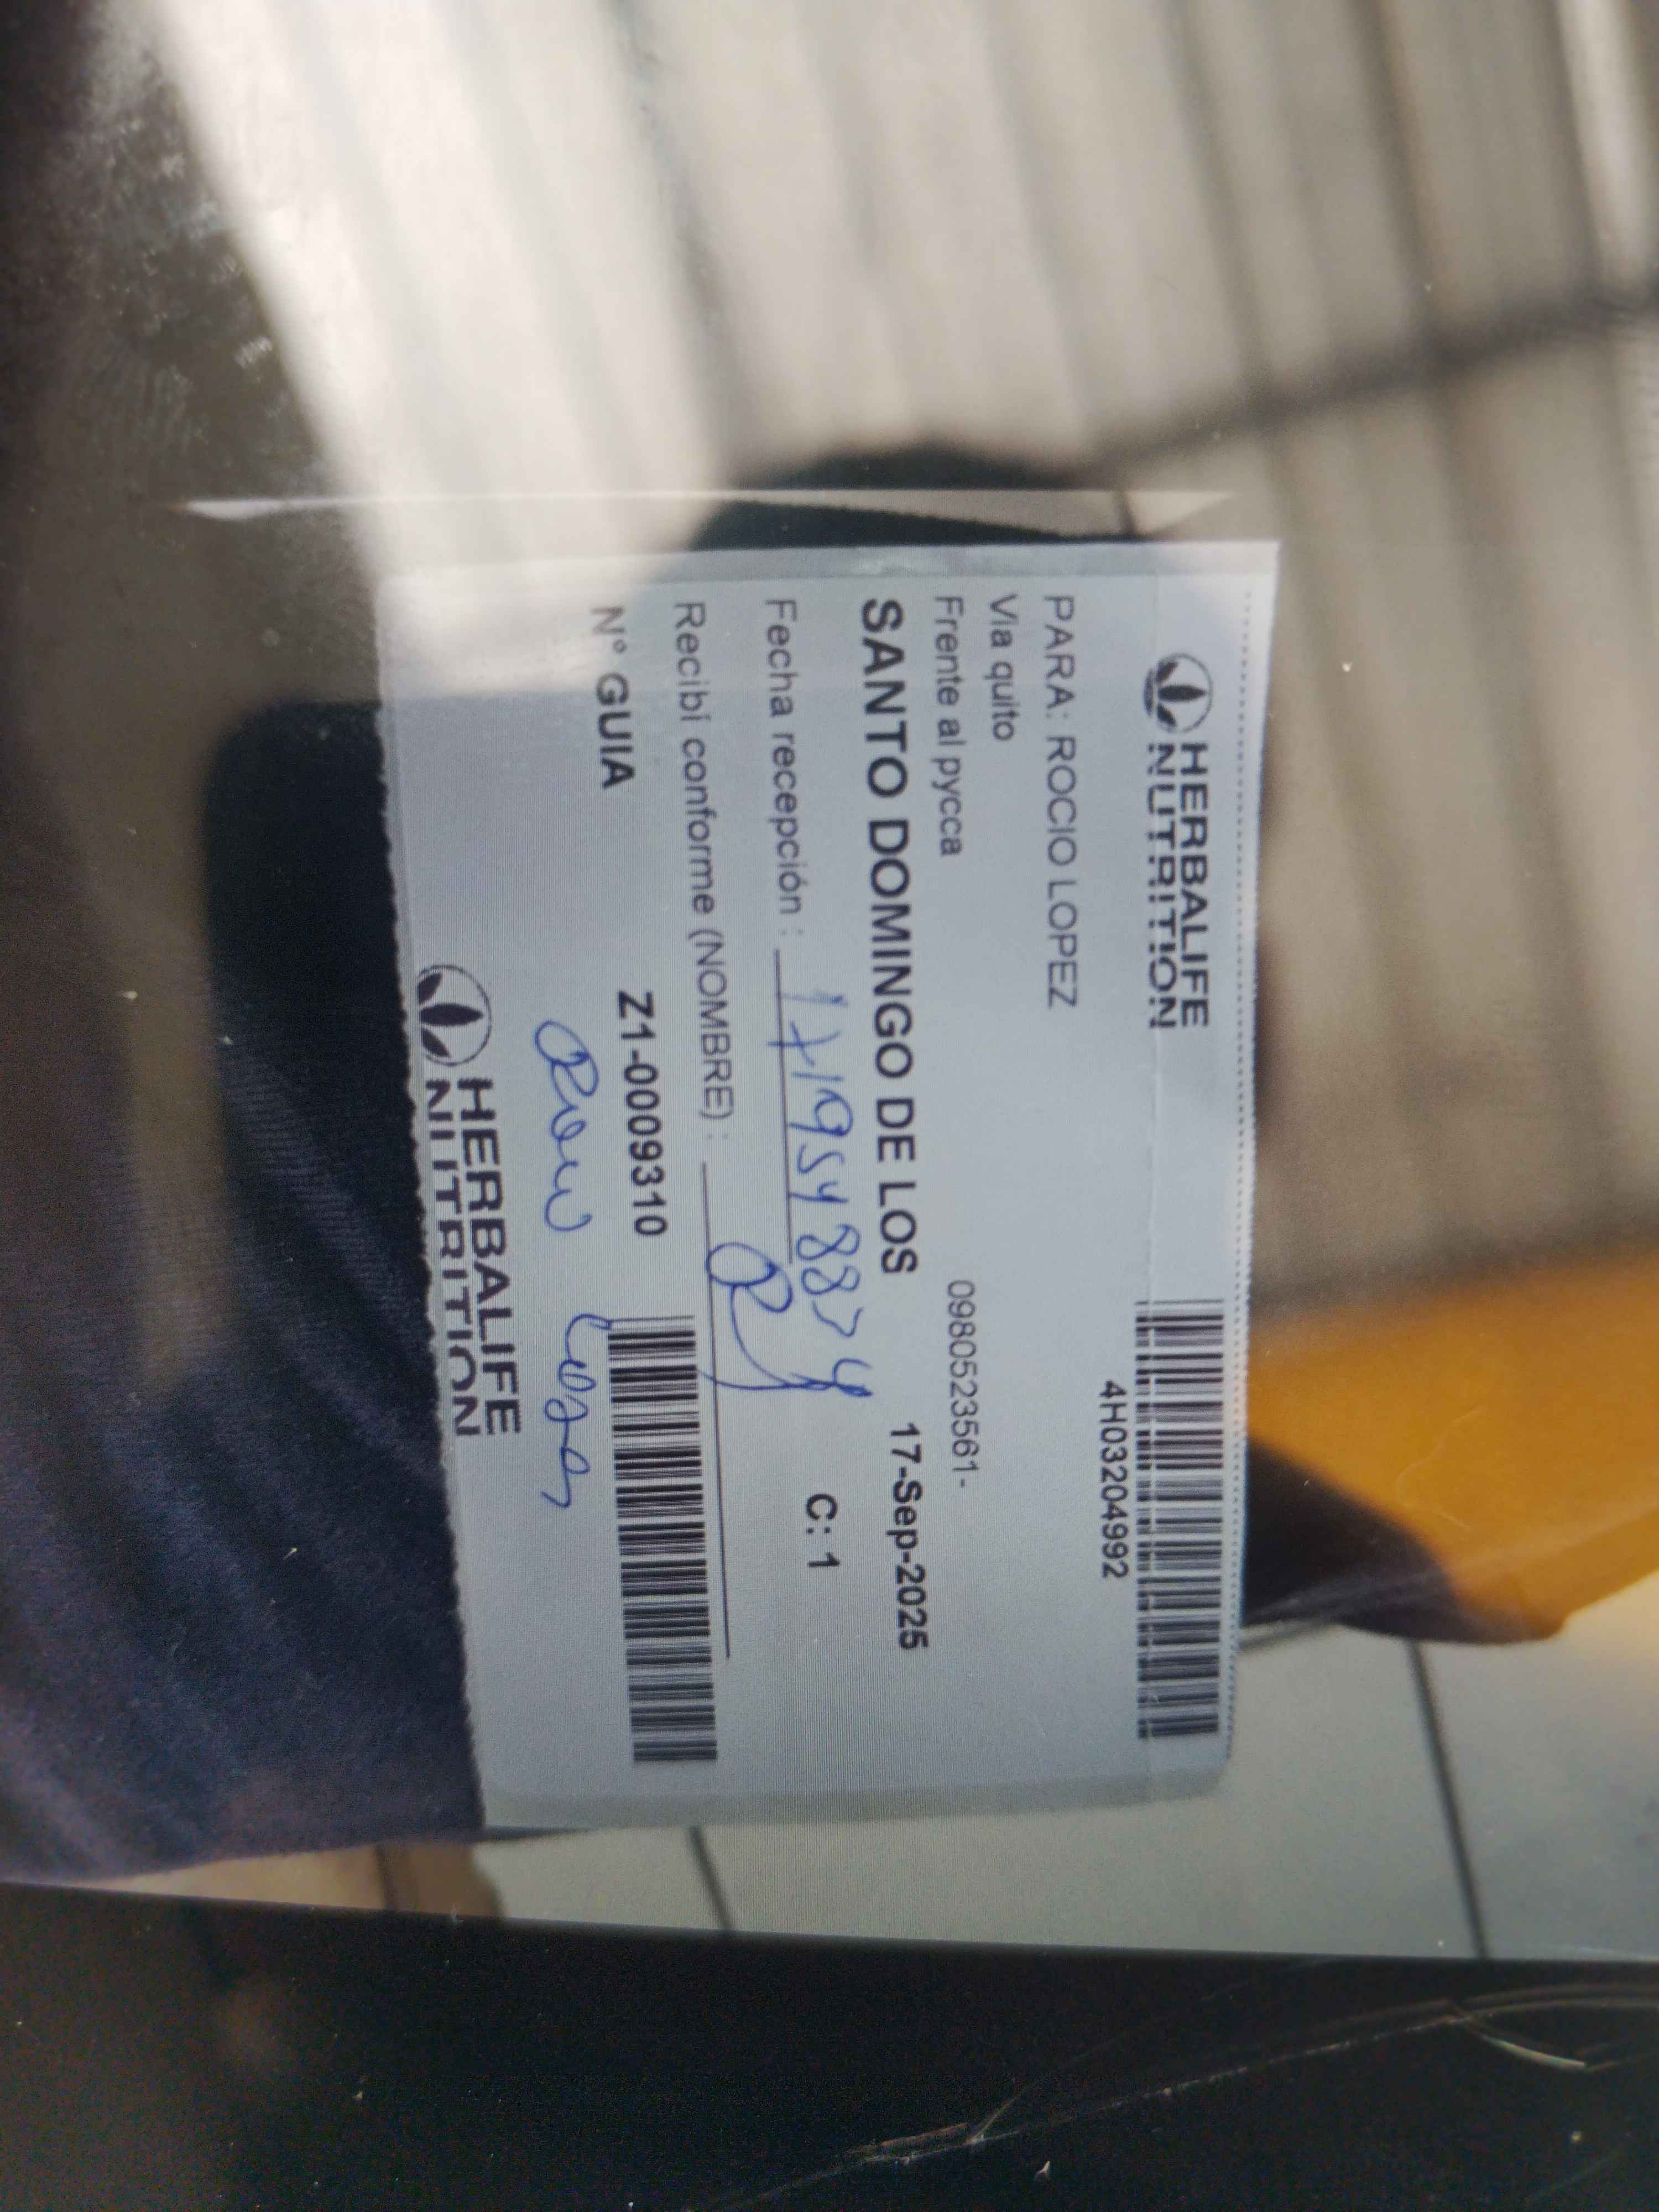 HERBALIFE
NUTRITION
4H03204992
PARA: ROCIO LOPEZ
Via quito
Frente al pycca
0980523561-
SANTO DOMINGO DE LOS
17-Sep-2025
Fecha recepción :
C: 1
Recibí conforme (NOMBRE) :
N° GUIA
Z1-0009310
HERBALIFE
NUTRITION